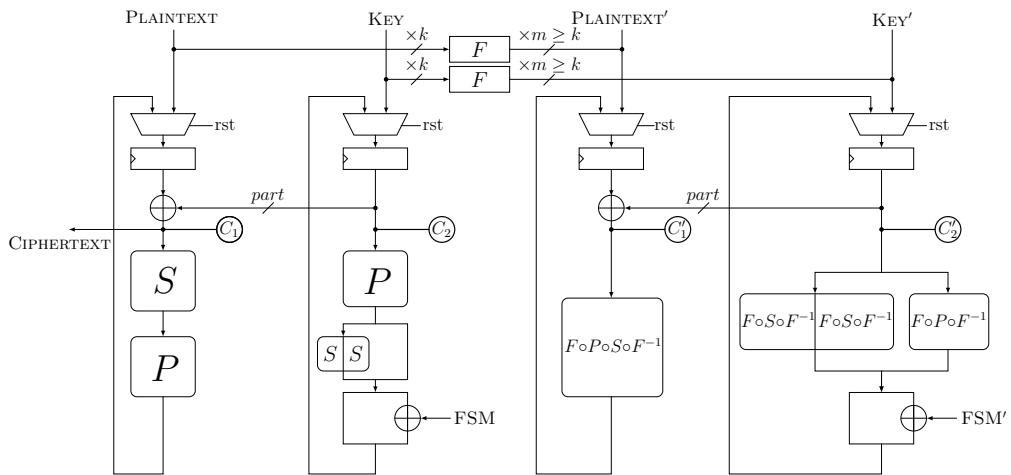 PLAINTEXT KEY PLAINTEXT′ KEY′
×k F ×m ≥ k
×k F ×m ≥ k
rst rst rst rst
part part
C₁ C₂ C′₁ C′₂
CIPHERTEXT
S P
F∘S∘F⁻¹ F∘S∘F⁻¹ F∘P∘F⁻¹
P S S F∘P∘S∘F⁻¹
FSM FSM′